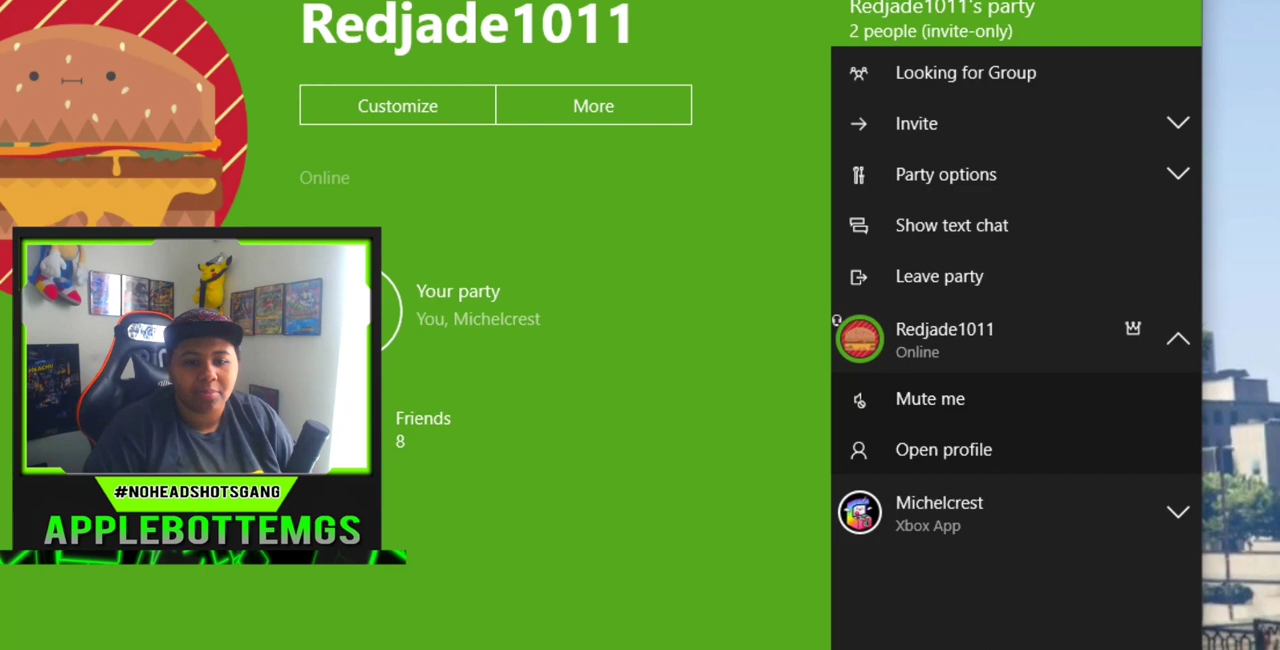 Redjade1011
Customize
More
Online
Your party
You, Michelcrest
Friends
8
#NOHEADSHOTSGANG
APPLEBOTTEMGS
Redjade1011's party
2 people (invite-only)
Looking for Group
Invite
Party options
Show text chat
Leave party
Redjade1011
Online
Mute me
Open profile
Michelcrest
Xbox App